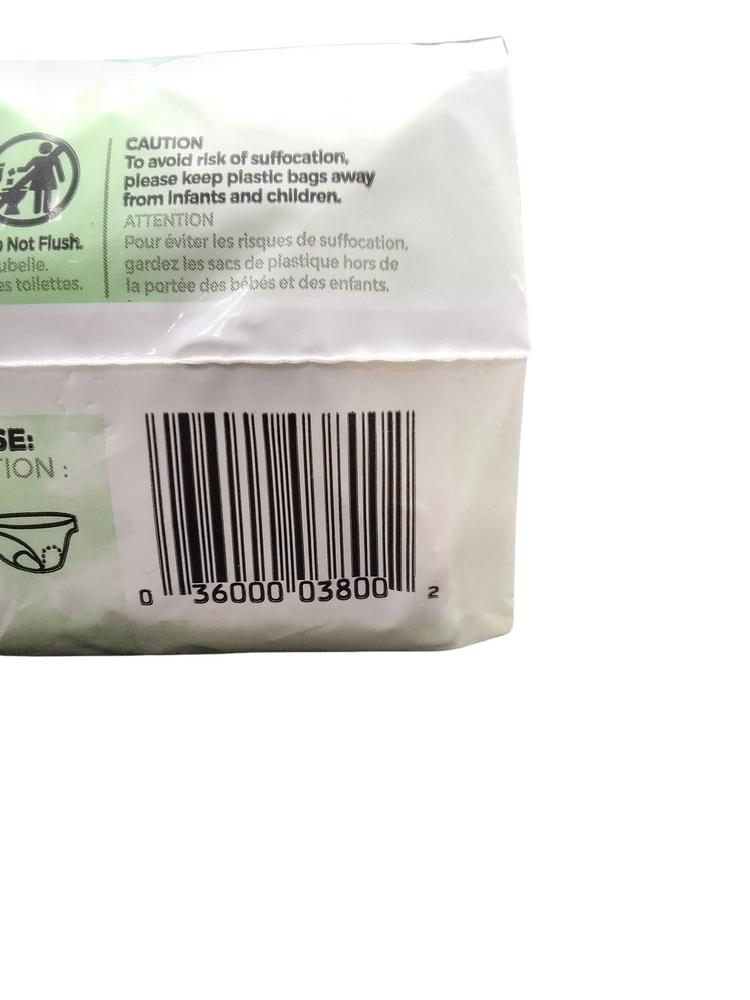 CAUTION
To avoid risk of suffocation,
please keep plastic bags away
from infants and children.
ATTENTION
Pour éviter les risques de suffocation,
gardez les sacs de plastique hors de
la portée des bébés et des enfants.
Not Flush.
ubelle.
es toilettes.
SE:
TION :
0 36000 03800 2